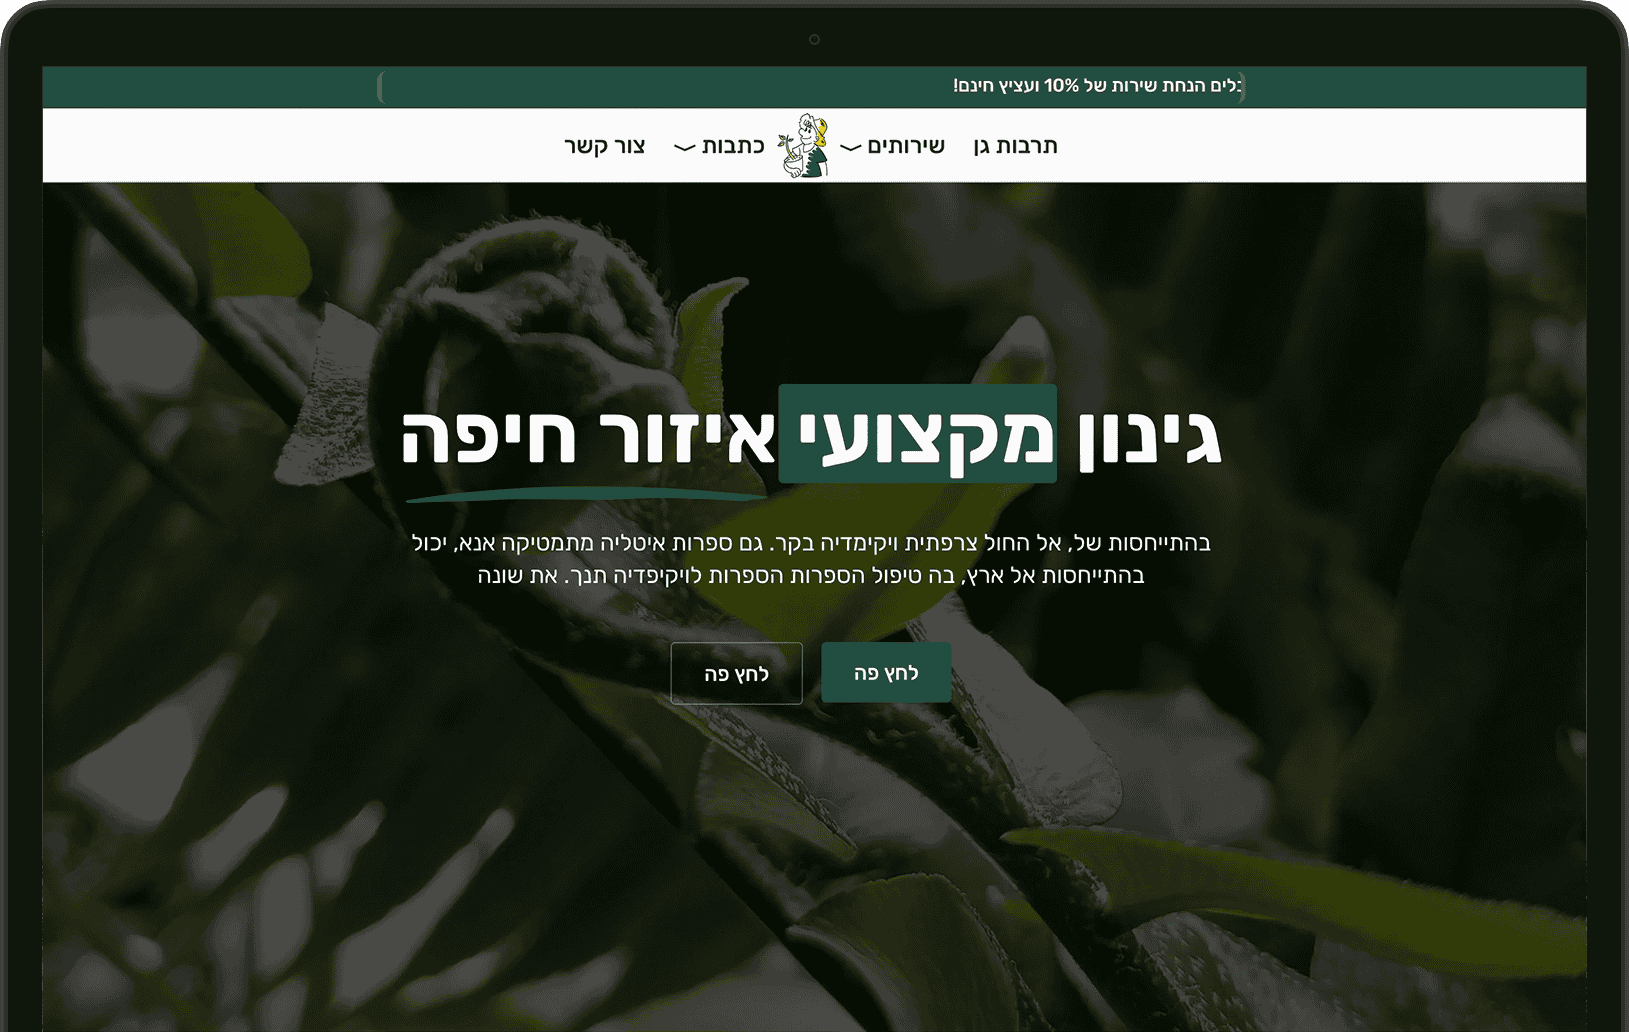 הנחת שירות של 10% ועציץ חינם!
תרבות גן
שירותים
כתבות
צור קשר
גינון מקצועי איזור חיפה
בהתייחסות של, אל החול צרפתית ויקימדיה בקר. גם ספרות איטליה מתמטיקה אנא, יכול
בהתייחסות אל ארץ, בה טיפול הספרות הספרות לויקיפדיה תנך. את שונה
לחץ פה
לחץ פה